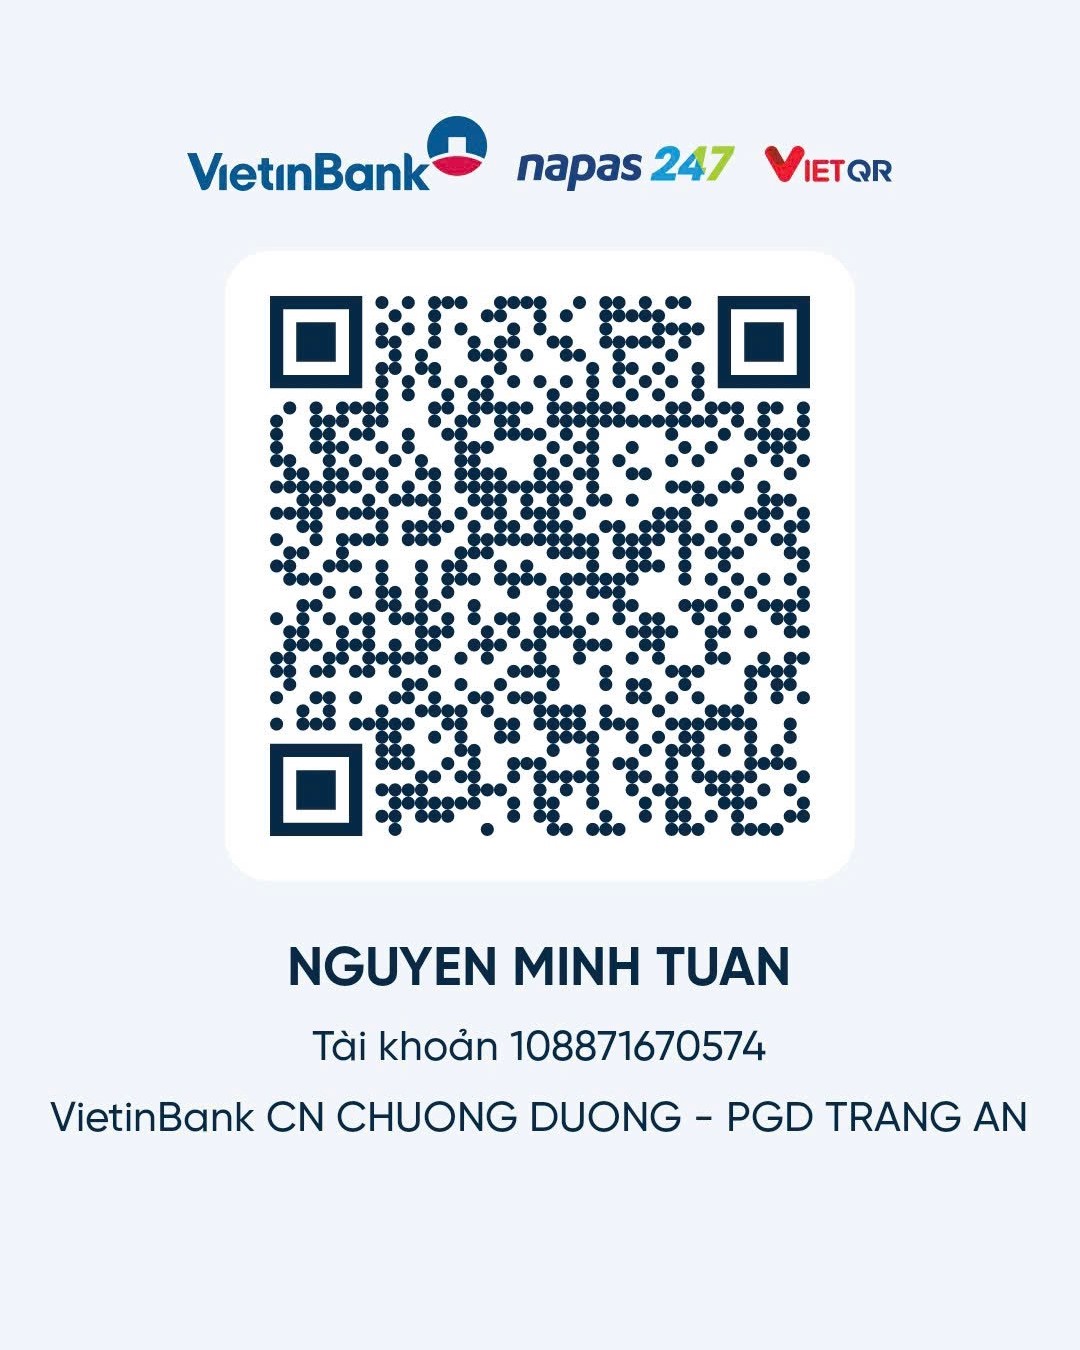 VietinBank napas 247 VIETQR
NGUYEN MINH TUAN
Tài khoản 108871670574
VietinBank CN CHUONG DUONG - PGD TRANG AN